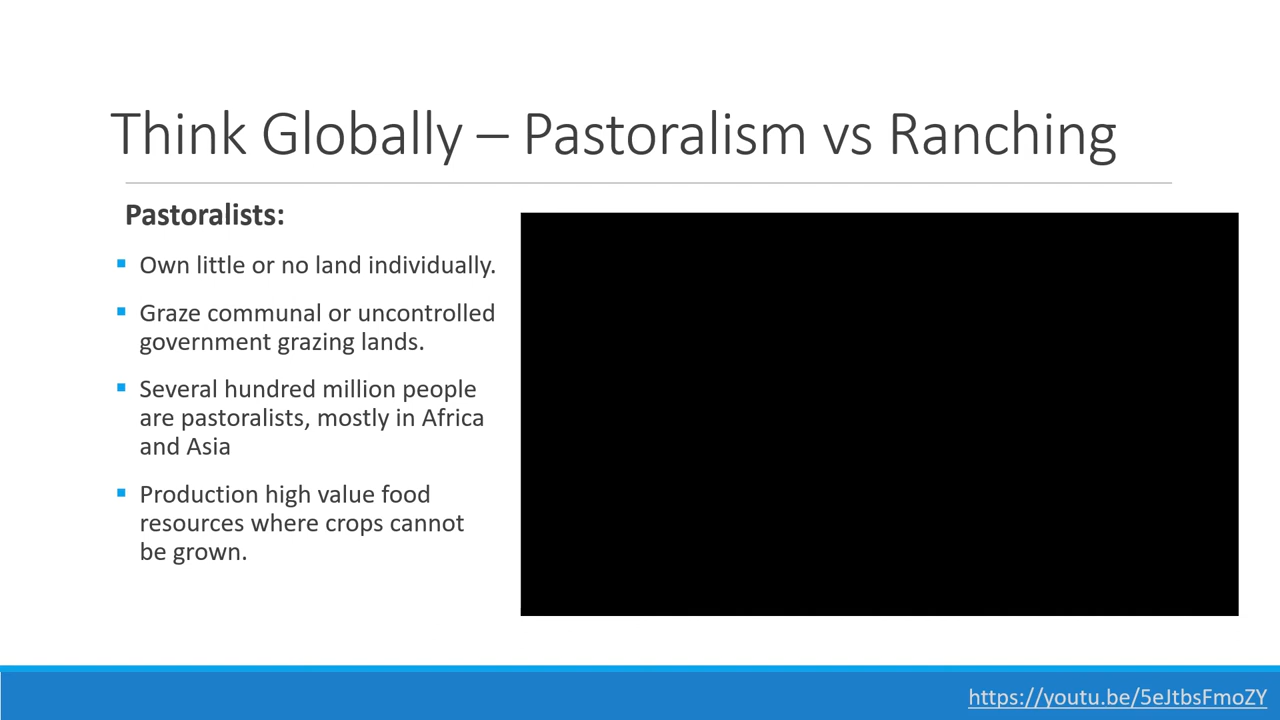 Think Globally – Pastoralism vs Ranching
Pastoralists:
Own little or no land individually.
Graze communal or uncontrolled
government grazing lands.
Several hundred million people
are pastoralists, mostly in Africa
and Asia
Production high value food
resources where crops cannot
be grown.
https://youtu.be/5eJtbsFmoZY